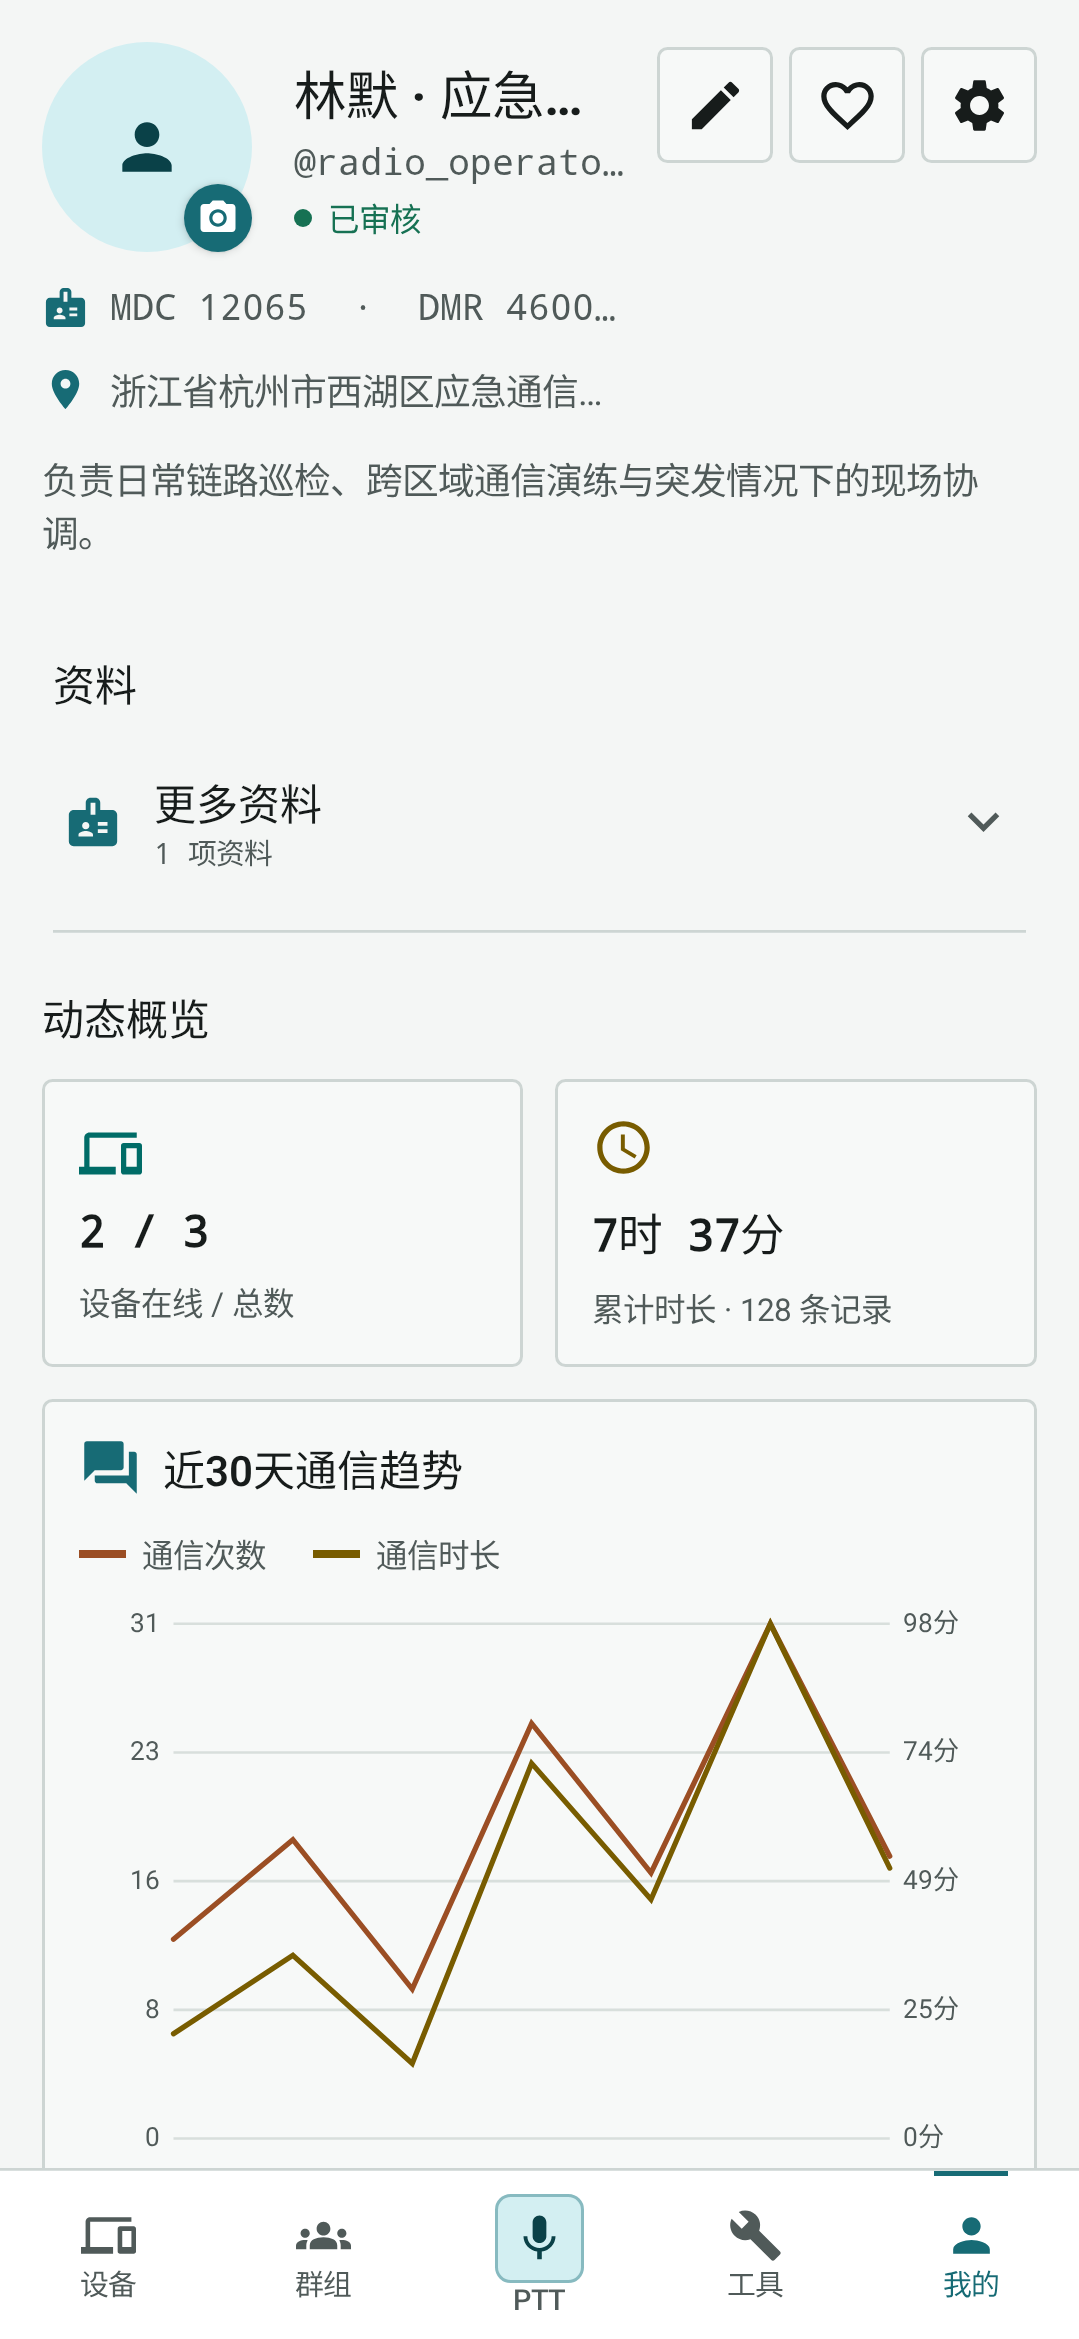 林默 · 应急…
@radio_operato…
已审核
MDC 12065 · DMR 4600…
浙江省杭州市西湖区应急通信…
负责日常链路巡检、跨区域通信演练与突发情况下的现场协
调。
资料
更多资料
1 项资料
动态概览
2 / 3
设备在线 / 总数
7时 37分
累计时长 · 128 条记录
近30天通信趋势
通信次数
通信时长
31
98分
23
74分
16
49分
8
25分
0
0分
设备
群组
PTT
工具
我的